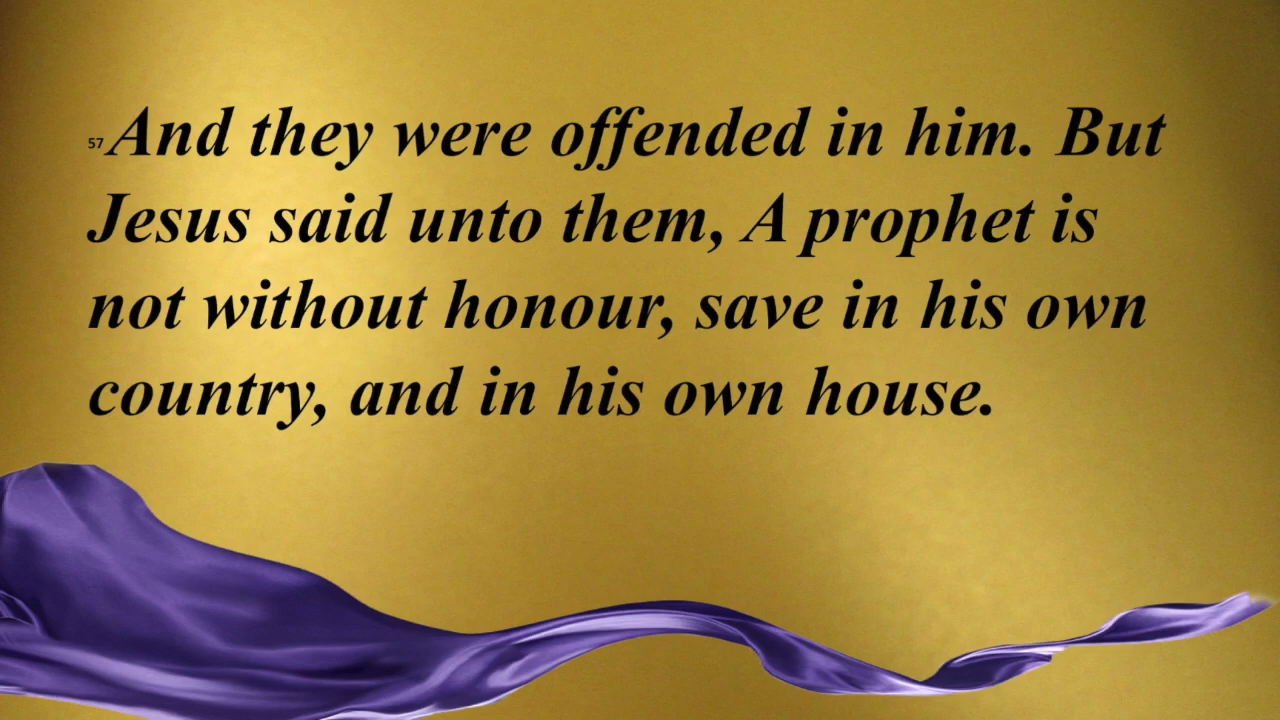 57And they were offended in him. But
Jesus said unto them, A prophet is
not without honour, save in his own
country, and in his own house.